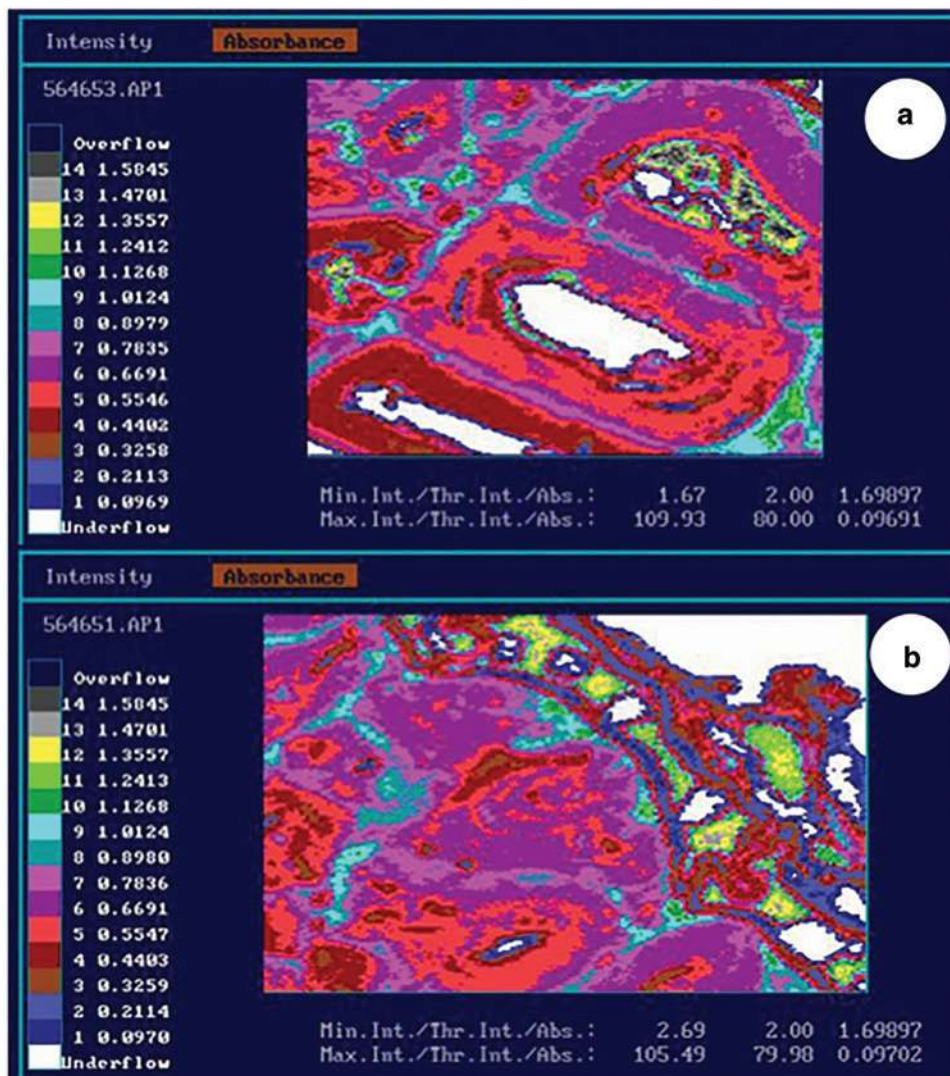 Intensity Absorbance
564653.AP1
a
Overflow
14 1.5845
13 1.4701
12 1.3557
11 1.2412
10 1.1268
9 1.0124
8 0.8979
7 0.7835
6 0.6691
5 0.5546
4 0.4402
3 0.3258
2 0.2113
1 0.0969
Underflow
Min.Int./Thr.Int./Abs.: 1.67 2.00 1.69897
Max.Int./Thr.Int./Abs.: 109.93 80.00 0.09691
Intensity Absorbance
564651.AP1
b
Overflow
14 1.5845
13 1.4701
12 1.3557
11 1.2413
10 1.1268
9 1.0124
8 0.8980
7 0.7836
6 0.6691
5 0.5547
4 0.4403
3 0.3259
2 0.2114
1 0.0970
Underflow
Min.Int./Thr.Int./Abs.: 2.69 2.00 1.69897
Max.Int./Thr.Int./Abs.: 105.49 79.98 0.09702